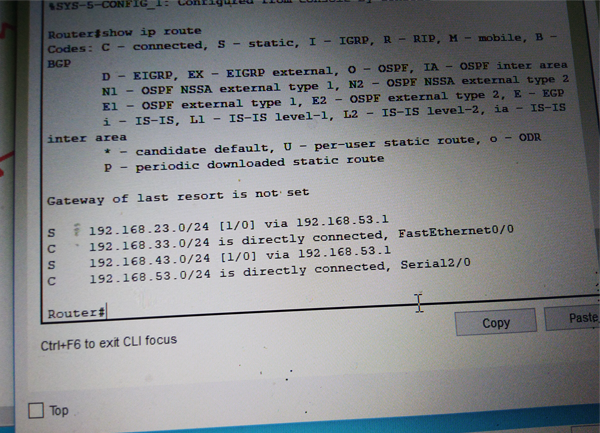 %SYS-5-CONFIG_I: Configured from console by
Router#show ip route
Codes: C - connected, S - static, I - IGRP, R - RIP, M - mobile, B -
BGP
D - EIGRP, EX - EIGRP external, O - OSPF, IA - OSPF inter area
N1 - OSPF NSSA external type 1, N2 - OSPF NSSA external type 2
E1 - OSPF external type 1, E2 - OSPF external type 2, E - EGP
i - IS-IS, L1 - IS-IS level-1, L2 - IS-IS level-2, ia - IS-IS
inter area
* - candidate default, U - per-user static route, o - ODR
P - periodic downloaded static route
Gateway of last resort is not set
S 192.168.23.0/24 [1/0] via 192.168.53.1
C 192.168.33.0/24 is directly connected, FastEthernet0/0
S 192.168.43.0/24 [1/0] via 192.168.53.1
C 192.168.53.0/24 is directly connected, Serial2/0
Router#
Ctrl+F6 to exit CLI focus
Copy
Paste
Top